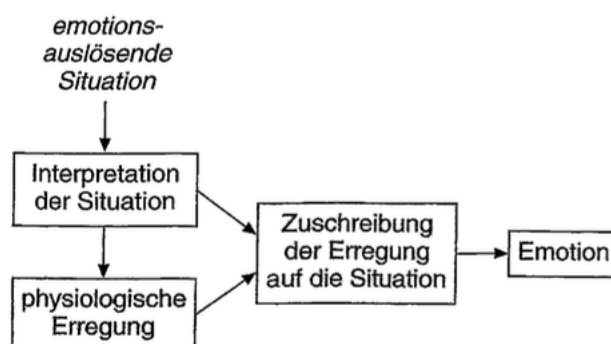 emotions-
auslösende
Situation
Interpretation
der Situation
physiologische
Erregung
Zuschreibung
der Erregung
auf die Situation
Emotion